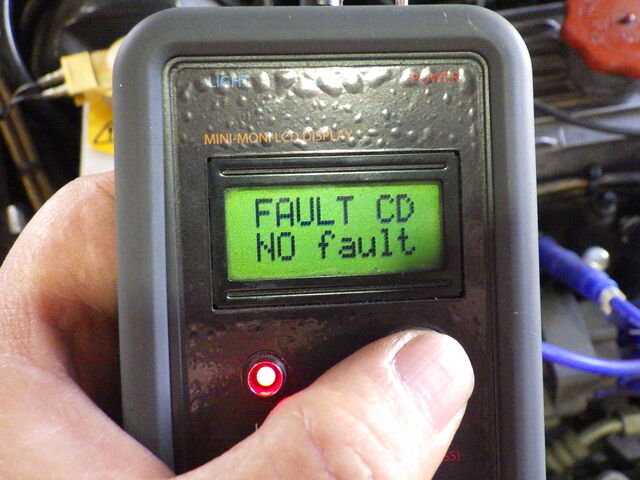 LIGHT POWER
MINI-MONI LCD DISPLAY
FAULT CD
NO fault